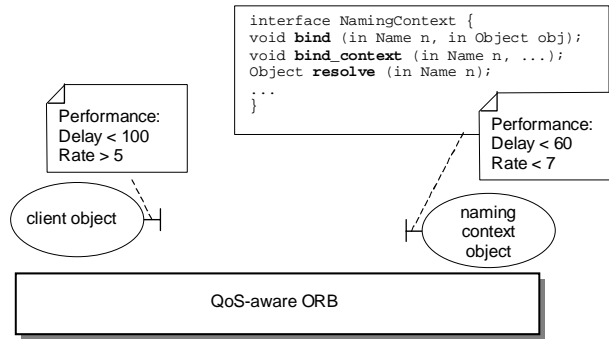 interface NamingContext {
void bind (in Name n, in Object obj);
void bind_context (in Name n, ...);
Object resolve (in Name n);
...
}
Performance:
Delay < 100
Rate > 5
Performance:
Delay < 60
Rate < 7
client object
naming
context
object
QoS-aware ORB